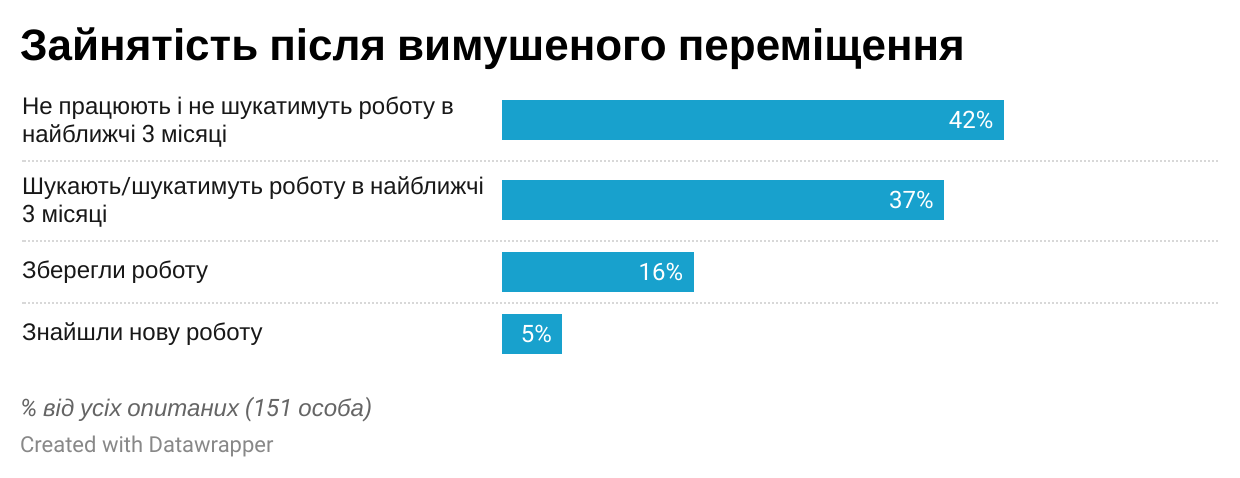 Зайнятість після вимушеного переміщення
Не працюють і не шукатимуть роботу в
найближчі 3 місяці
42%
Шукають/шукатимуть роботу в найближчі
3 місяці
37%
Зберегли роботу
16%
Знайшли нову роботу
5%
% від усіх опитаних (151 особа)
Created with Datawrapper